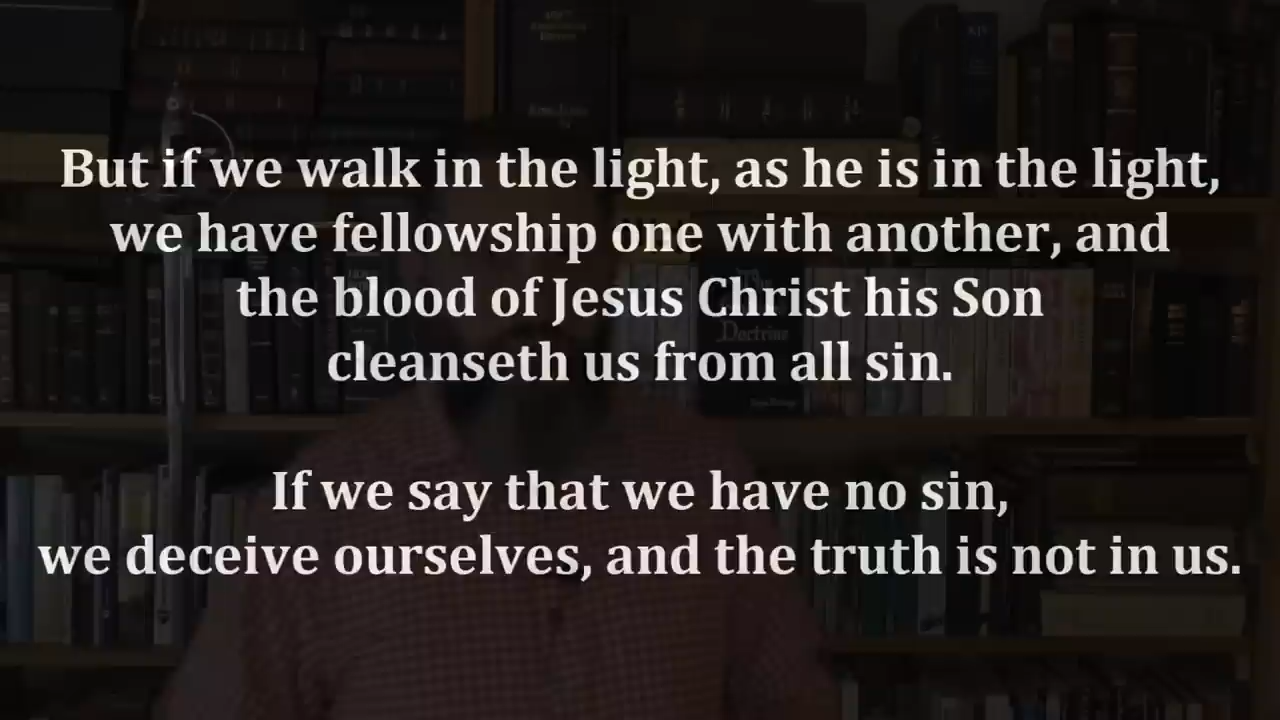 But if we walk in the light, as he is in the light,
we have fellowship one with another, and
the blood of Jesus Christ his Son
cleanseth us from all sin.
If we say that we have no sin,
we deceive ourselves, and the truth is not in us.
KJV
Doctrine